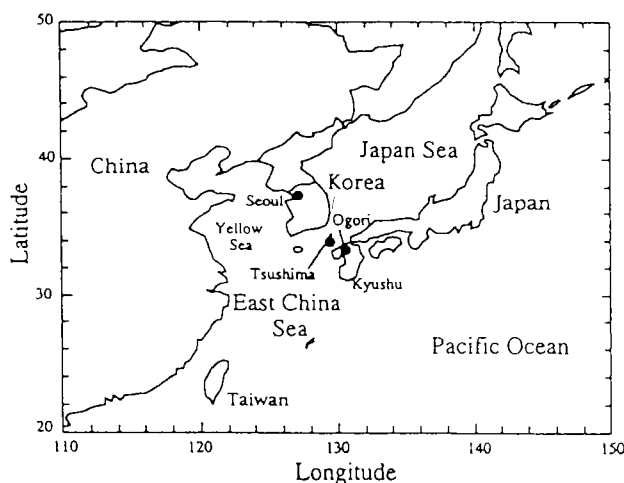 50
40
30
20
Latitude
110
120
130
140
150
Longitude
China
Japan Sea
Korea
Seoul
Ogori
Japan
Yellow
Sea
Tsushima
Kyushu
East China
Sea
Pacific Ocean
Taiwan